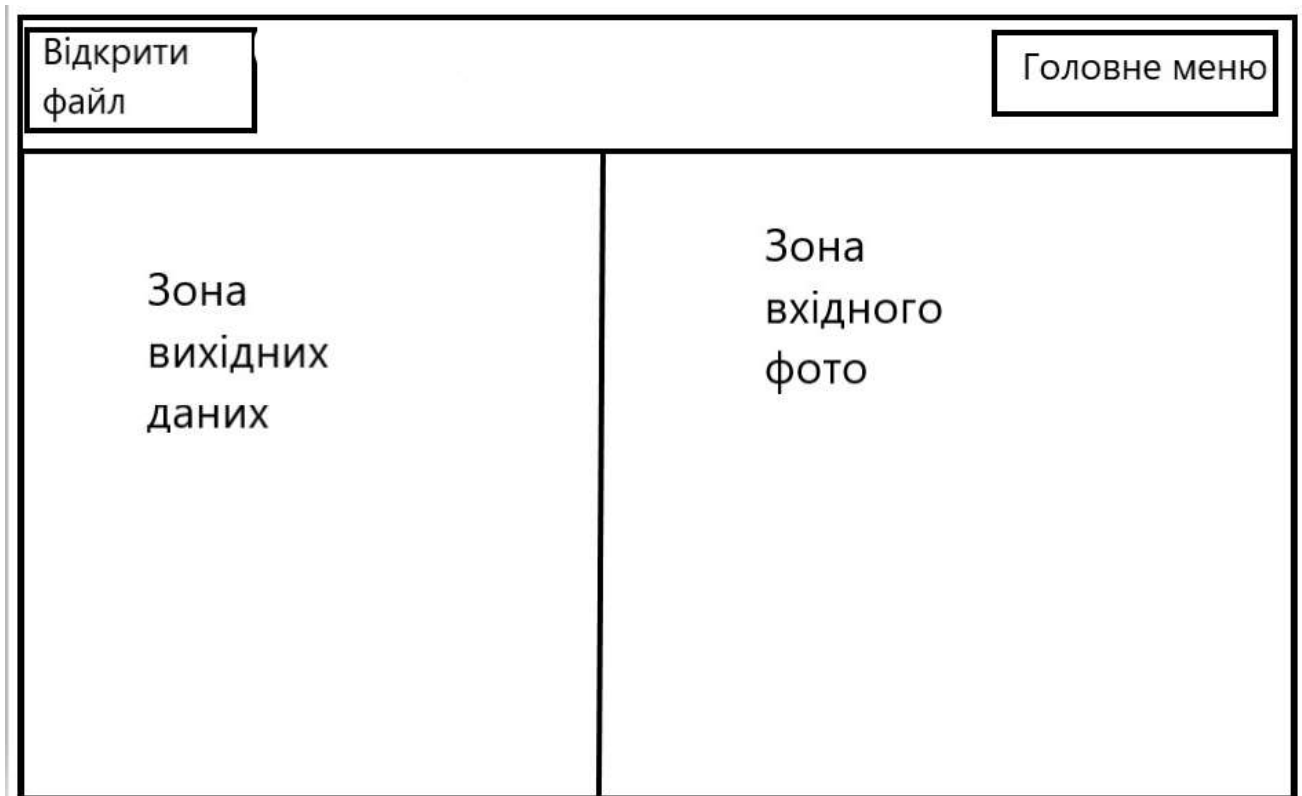 Відкрити
файл
Головне меню
Зона
вихідних
даних
Зона
вхідного
фото